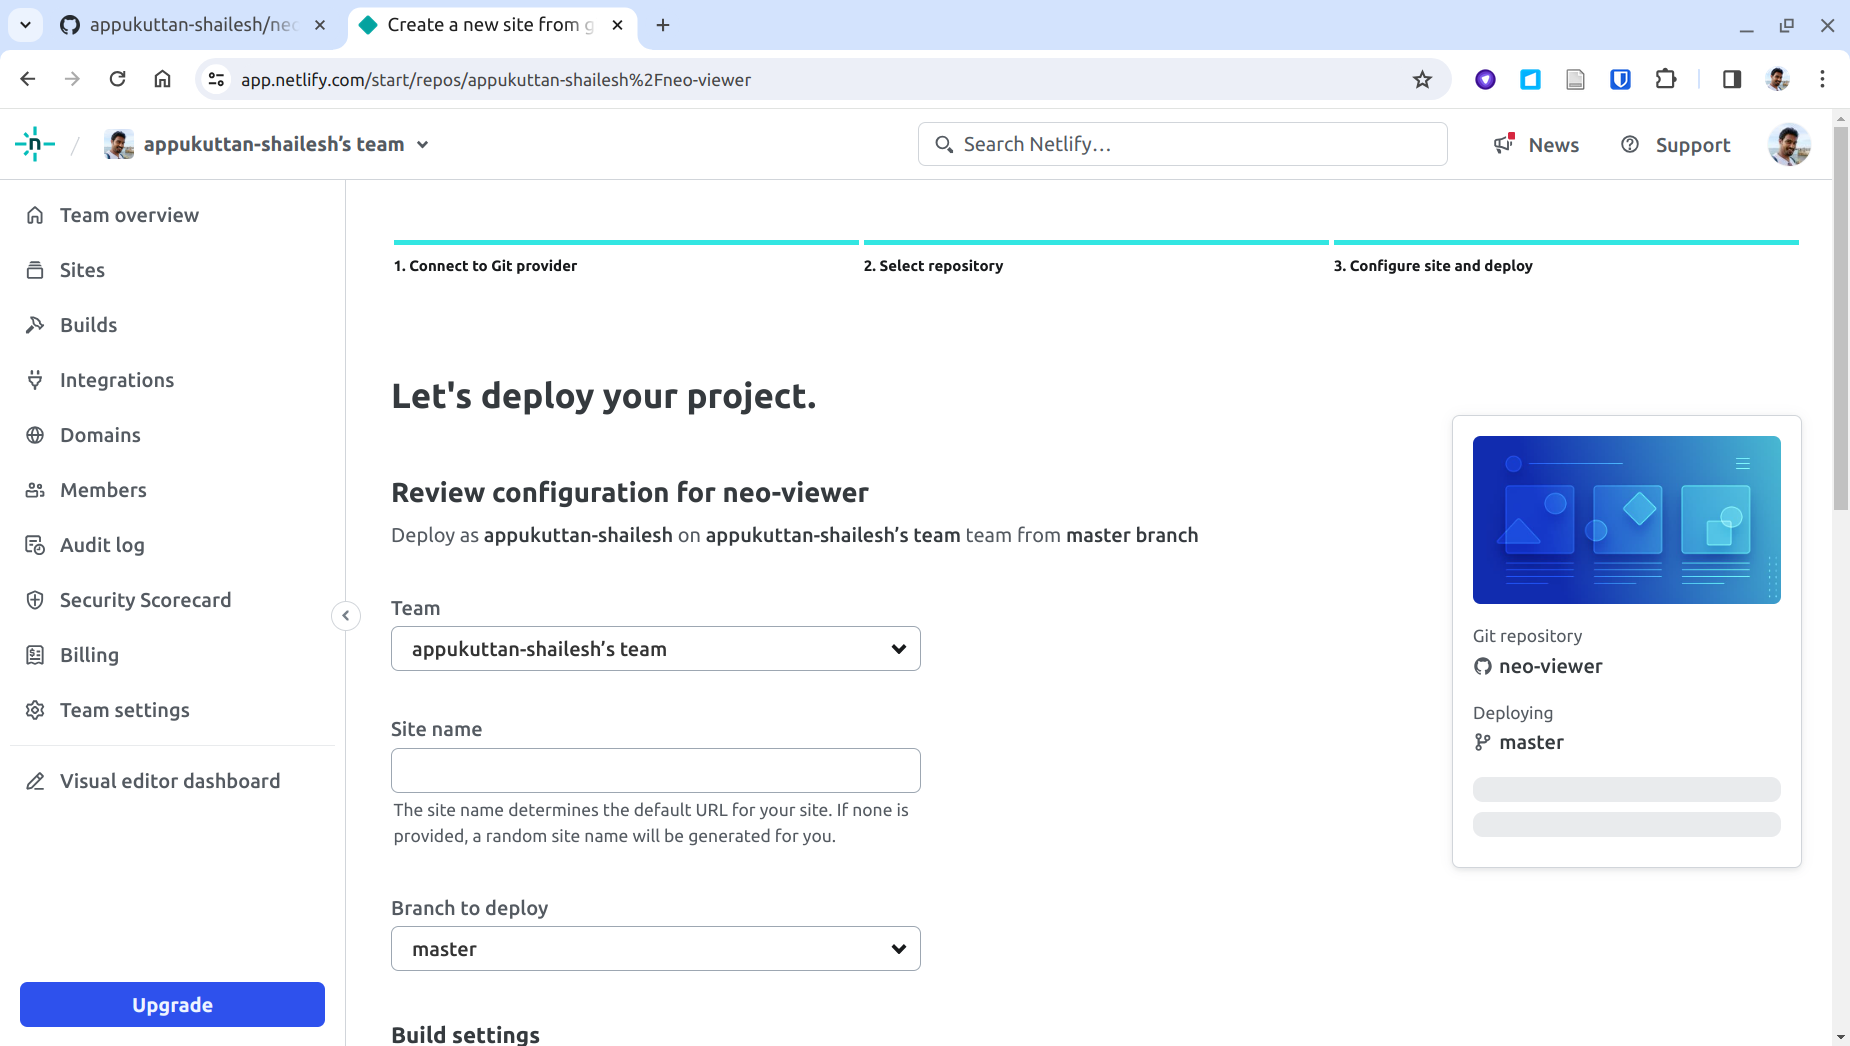 appukuttan-shailesh/neo
Create a new site from g
app.netlify.com/start/repos/appukuttan-shailesh%2Fneo-viewer
appukuttan-shailesh’s team
Search Netlify...
News
Support
Team overview
Sites
Builds
Integrations
Domains
Members
Audit log
Security Scorecard
Billing
Team settings
Visual editor dashboard
Upgrade
1. Connect to Git provider
2. Select repository
3. Configure site and deploy
Let's deploy your project.
Review configuration for neo-viewer
Deploy as appukuttan-shailesh on appukuttan-shailesh’s team team from master branch
Team
appukuttan-shailesh’s team
Site name
The site name determines the default URL for your site. If none is
provided, a random site name will be generated for you.
Branch to deploy
master
Build settings
Git repository
neo-viewer
Deploying
master